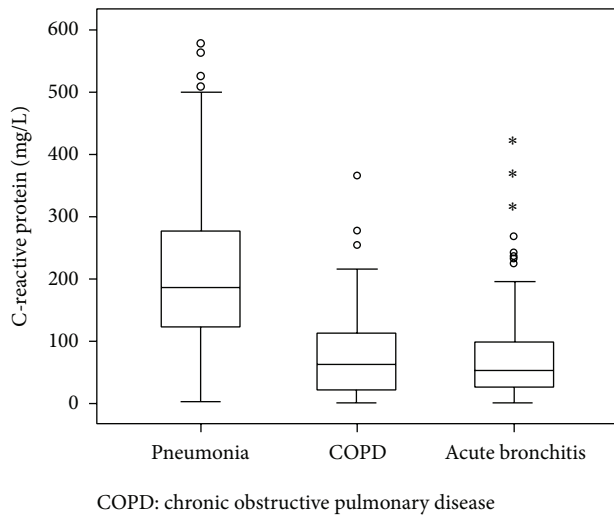 600
500
400
300
200
100
0
C-reactive protein (mg/L)
Pneumonia COPD Acute bronchitis
COPD: chronic obstructive pulmonary disease